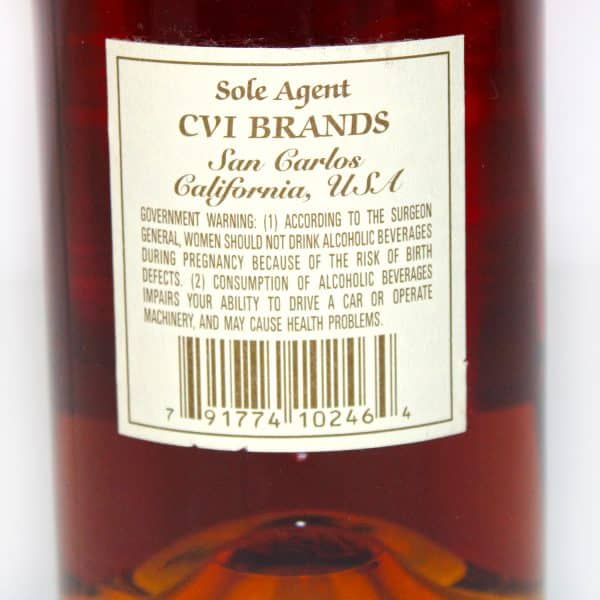 Sole Agent
CVI BRANDS
San Carlos
California, USA
GOVERNMENT WARNING: (1) ACCORDING TO THE SURGEON
GENERAL, WOMEN SHOULD NOT DRINK ALCOHOLIC BEVERAGES
DURING PREGNANCY BECAUSE OF THE RISK OF BIRTH
DEFECTS. (2) CONSUMPTION OF ALCOHOLIC BEVERAGES
IMPAIRS YOUR ABILITY TO DRIVE A CAR OR OPERATE
MACHINERY, AND MAY CAUSE HEALTH PROBLEMS.
7 91774 10246 4